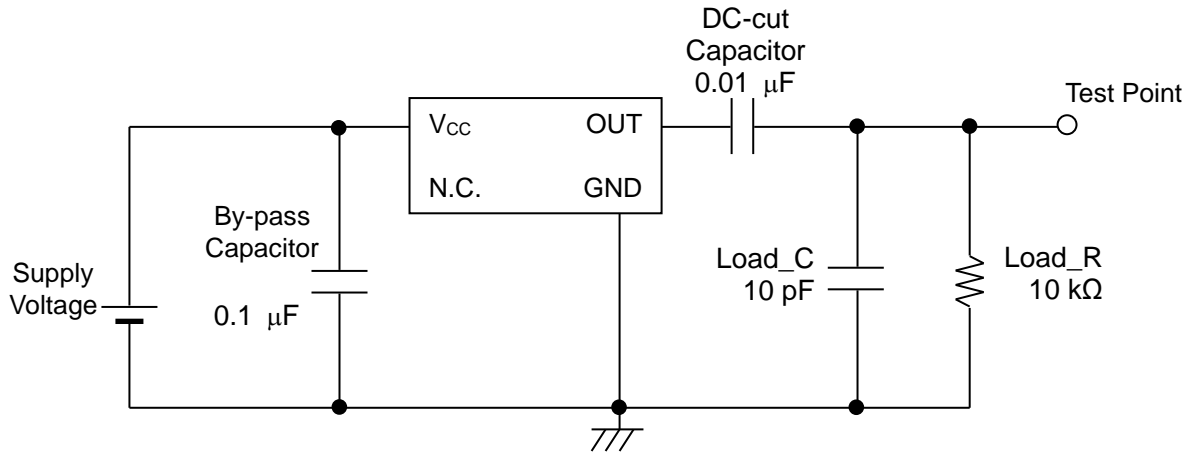 DC-cut
Capacitor
0.01 μF
Test Point
VCC
OUT
N.C.
GND
By-pass
Capacitor
0.1 μF
Supply
Voltage
Load_C
10 pF
Load_R
10 kΩ